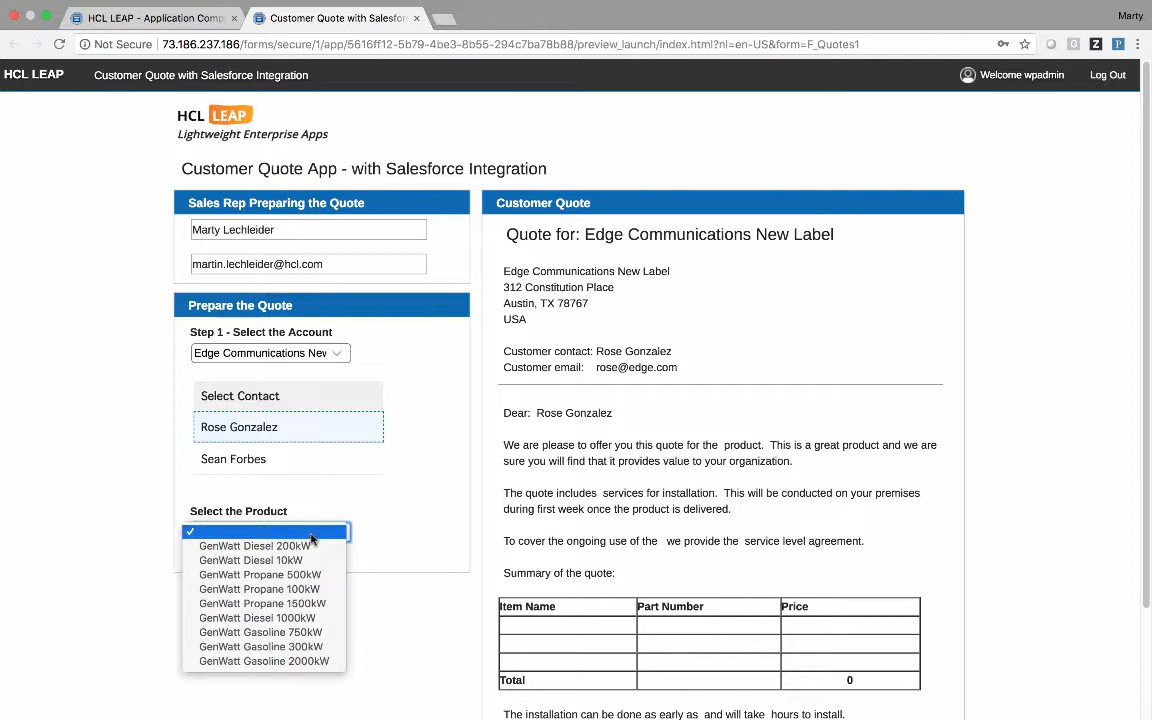 HCL LEAP - Application Comp
Customer Quote with Salesfor
Marty
Not Secure
73.186.237.186/forms/secure/1/app/5616ff12-5b79-4be3-8b55-294c7ba78b88/preview_launch/index.html?nl=en-US&form=F_Quotes1
HCL LEAP
Customer Quote with Salesforce Integration
Welcome wpadmin
Log Out
HCL LEAP
Lightweight Enterprise Apps
Customer Quote App - with Salesforce Integration
Sales Rep Preparing the Quote
Marty Lechleider
martin.lechleider@hcl.com
Prepare the Quote
Step 1 - Select the Account
Edge Communications New
Select Contact
Rose Gonzalez
Sean Forbes
Select the Product
GenWatt Diesel 200kW
GenWatt Diesel 10kW
GenWatt Propane 500kW
GenWatt Propane 100kW
GenWatt Propane 1500kW
GenWatt Diesel 1000kW
GenWatt Gasoline 750kW
GenWatt Gasoline 300kW
GenWatt Gasoline 2000kW
Customer Quote
Quote for: Edge Communications New Label
Edge Communications New Label
312 Constitution Place
Austin, TX 78767
USA
Customer contact: Rose Gonzalez
Customer email: rose@edge.com
Dear: Rose Gonzalez
We are please to offer you this quote for the product. This is a great product and we are
sure you will find that it provides value to your organization.
The quote includes services for installation. This will be conducted on your premises
during first week once the product is delivered.
To cover the ongoing use of the we provide the service level agreement.
Summary of the quote:
Item Name Part Number Price
Total 0
The installation can be done as early as and will take hours to install.